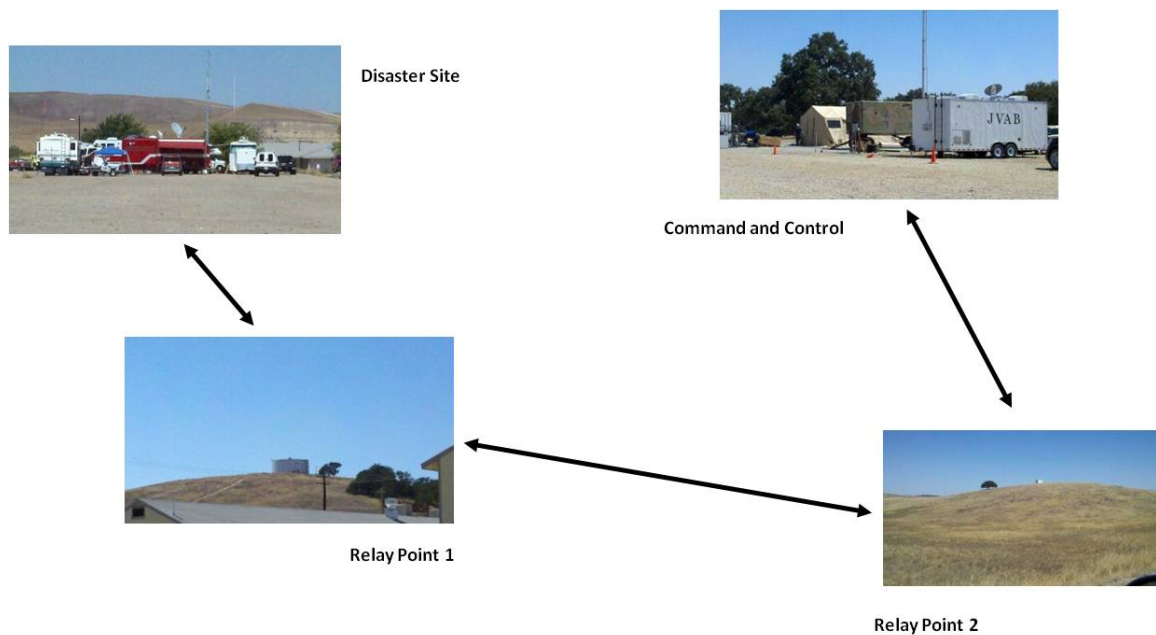 Disaster Site
JVAB
Command and Control
Relay Point 1
Relay Point 2